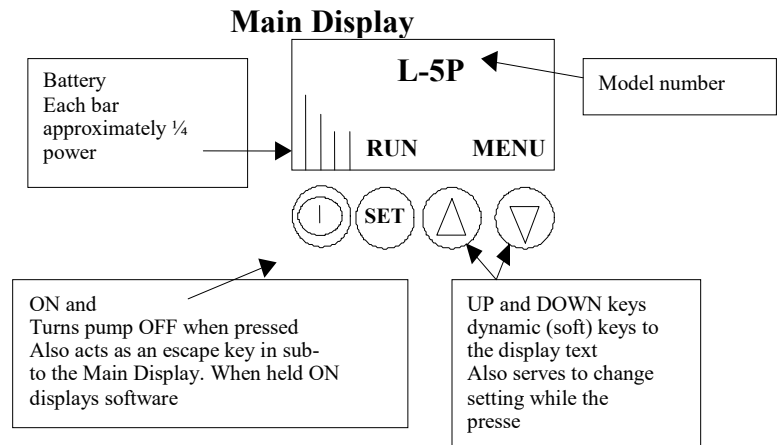 Main Display
Battery
Each bar
approximately ¼
power
L-5P
Model number
RUN MENU
SET
ON and
Turns pump OFF when pressed
Also acts as an escape key in sub-
to the Main Display. When held ON
displays software
UP and DOWN keys
dynamic (soft) keys to
the display text
Also serves to change
setting while the
presse